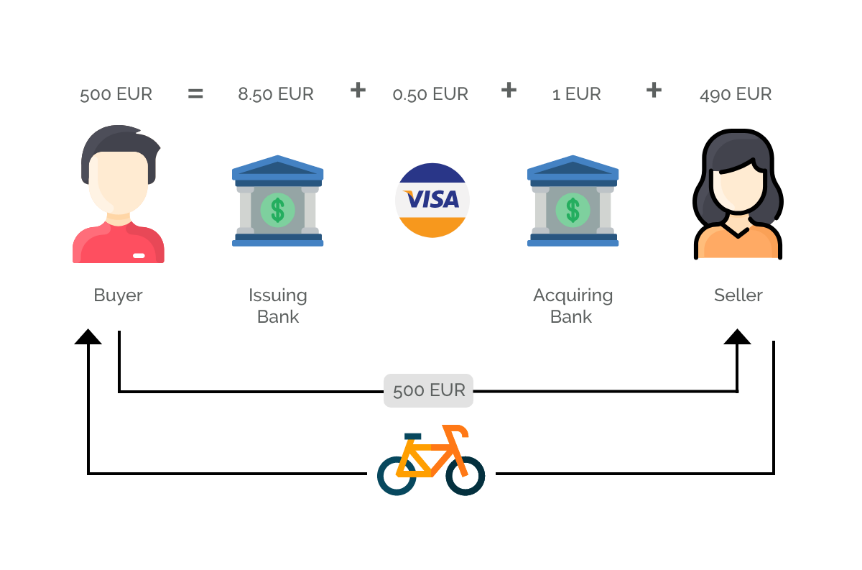 500 EUR = 8.50 EUR + 0.50 EUR + 1 EUR + 490 EUR
VISA
$ $
Buyer Issuing Bank Acquiring Bank Seller
500 EUR